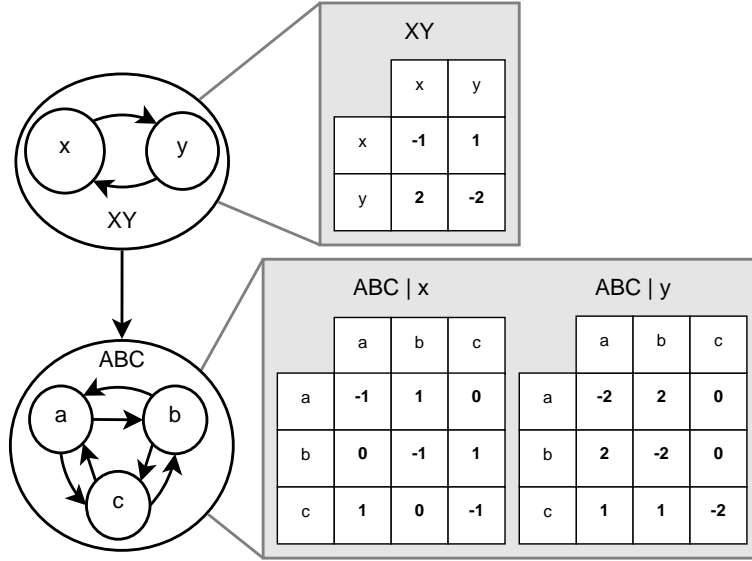 x y
XY
XY
x y
x -1 1
y 2 -2
ABC
a b
c
ABC | x
a b c
a -1 1 0
b 0 -1 1
c 1 0 -1
ABC | y
a b c
a -2 2 0
b 2 -2 0
c 1 1 -2